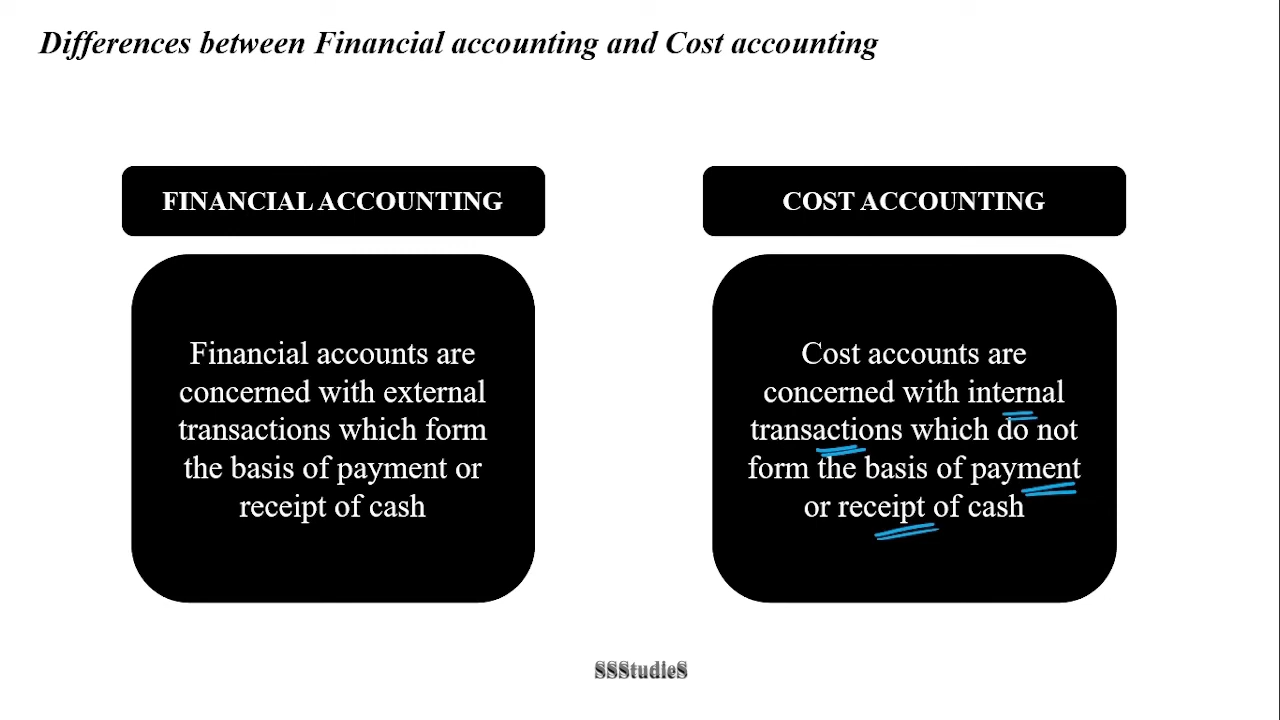 Differences between Financial accounting and Cost accounting
FINANCIAL ACCOUNTING
Financial accounts are
concerned with external
transactions which form
the basis of payment or
receipt of cash
COST ACCOUNTING
Cost accounts are
concerned with internal
transactions which do not
form the basis of payment
or receipt of cash
SSStudieS